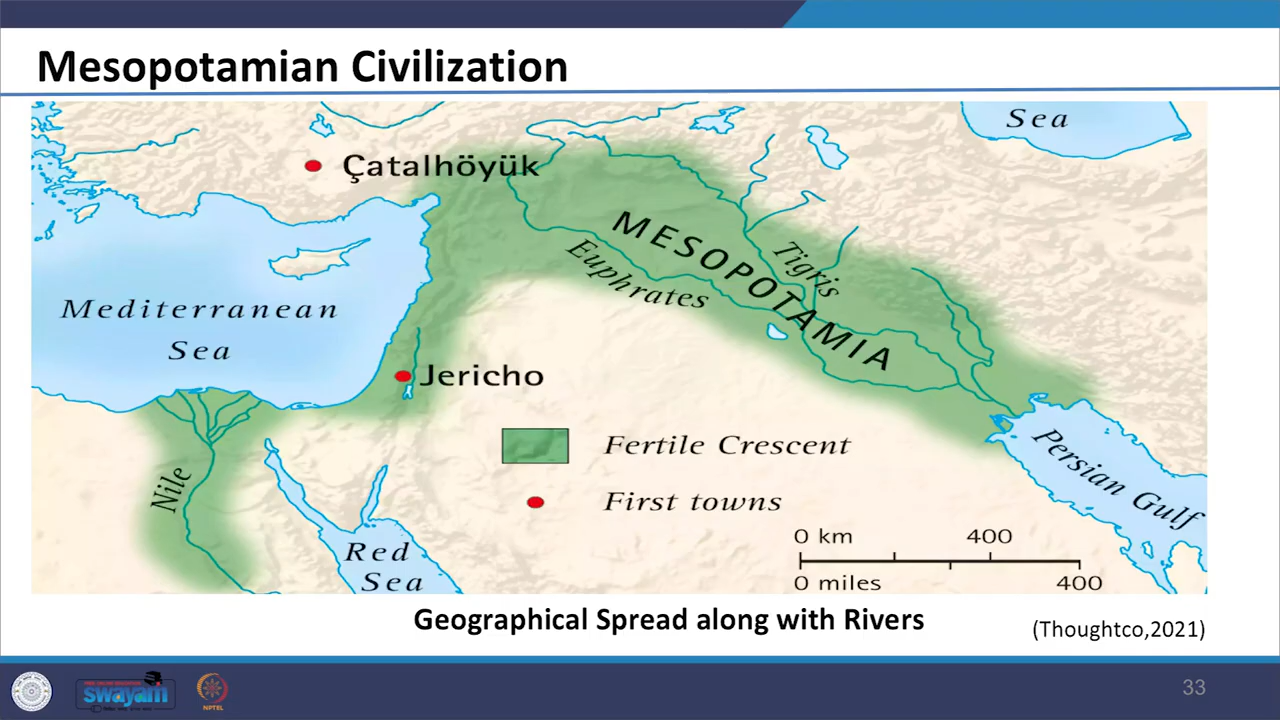 Mesopotamian Civilization
Sea
Çatalhöyük
MESOPOTAMIA
Tigris
Euphrates
Mediterranean
Sea
Jericho
Fertile Crescent
Nile
First towns
Persian Gulf
Red
Sea
0 km 400
0 miles 400
Geographical Spread along with Rivers
(Thoughtco,2021)
swayam
NPTEL
33